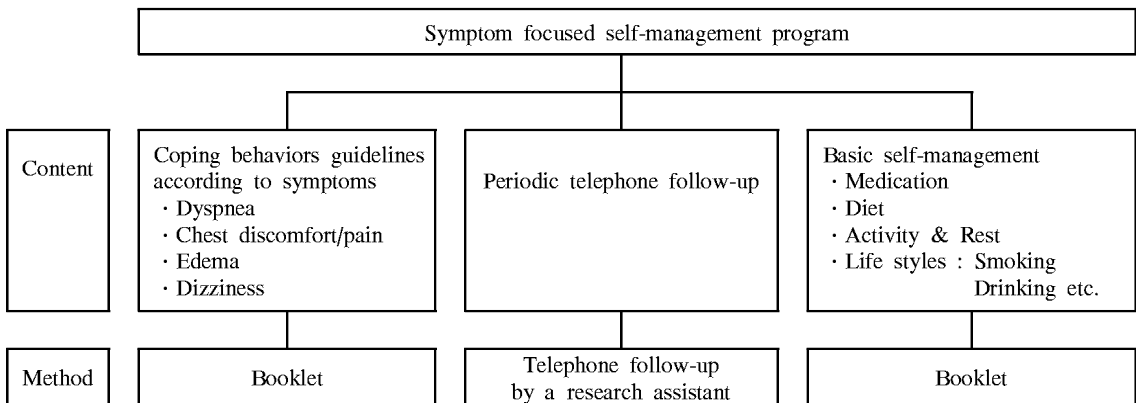 Symptom focused self-management program
Content
Coping behaviors guidelines
according to symptoms
· Dyspnea
· Chest discomfort/pain
· Edema
· Dizziness
Periodic telephone follow-up
Basic self-management
· Medication
· Diet
· Activity & Rest
· Life styles : Smoking
Drinking etc.
Method
Booklet
Telephone follow-up
by a research assistant
Booklet